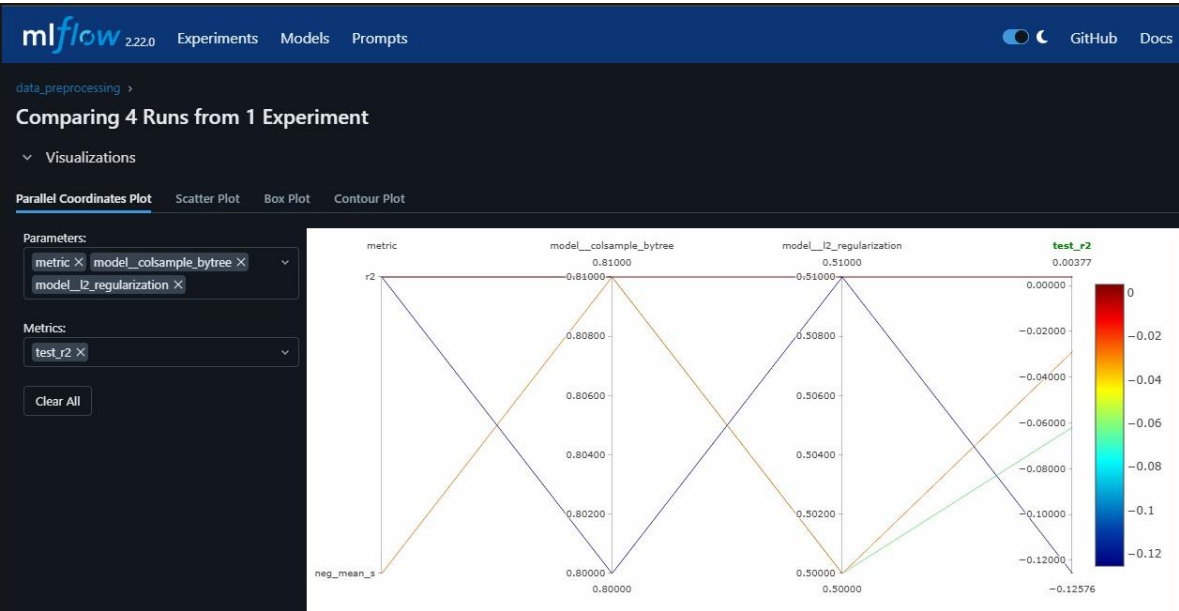 mlflow 2.22.0 Experiments Models Prompts GitHub Docs
data_preprocessing ›
Comparing 4 Runs from 1 Experiment
Visualizations
Parallel Coordinates Plot Scatter Plot Box Plot Contour Plot
Parameters:
metric × model__colsample_bytree ×
model__l2_regularization ×
Metrics:
test_r2 ×
Clear All
metric
r2
neg_mean_s
model__colsample_bytree
0.81000
0.81000
0.80800
0.80600
0.80400
0.80200
0.80000
0.80000
model__l2_regularization
0.51000
0.51000
0.50800
0.50600
0.50400
0.50200
0.50000
0.50000
test_r2
0.00377
0.00000
−0.02000
−0.04000
−0.06000
−0.08000
−0.10000
−0.12000
−0.12576
0
−0.02
−0.04
−0.06
−0.08
−0.1
−0.12